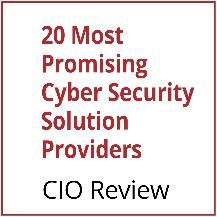 20 Most
Promising
Cyber Security
Solution
Providers
CIO Review